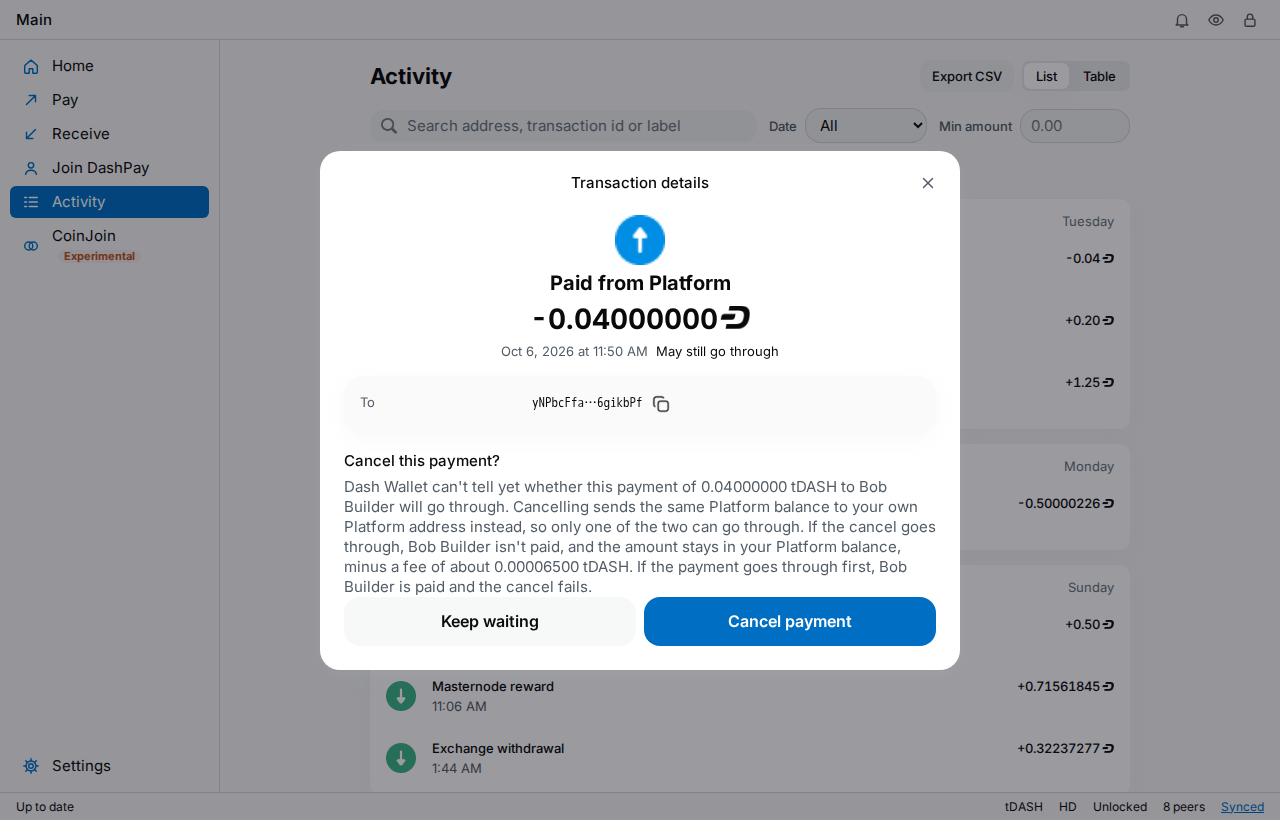 Main
Home
Pay
Receive
Join DashPay
Activity
CoinJoin
Experimental
Settings
Activity
Export CSV
List
Table
Search address, transaction id or label
Date
All
Min amount
0.00
Tuesday
-0.04
+0.20
+1.25
Monday
-0.50000226
Sunday
+0.50
Masternode reward
+0.71561845
11:06 AM
Exchange withdrawal
+0.32237277
1:44 AM
Transaction details
Paid from Platform
-0.04000000
Oct 6, 2026 at 11:50 AM May still go through
To
yNPbcFfa⋯6gikbPf
Cancel this payment?
Dash Wallet can't tell yet whether this payment of 0.04000000 tDASH to Bob
Builder will go through. Cancelling sends the same Platform balance to your own
Platform address instead, so only one of the two can go through. If the cancel goes
through, Bob Builder isn't paid, and the amount stays in your Platform balance,
minus a fee of about 0.00006500 tDASH. If the payment goes through first, Bob
Builder is paid and the cancel fails.
Keep waiting
Cancel payment
Up to date
tDASH
HD
Unlocked
8 peers
Synced